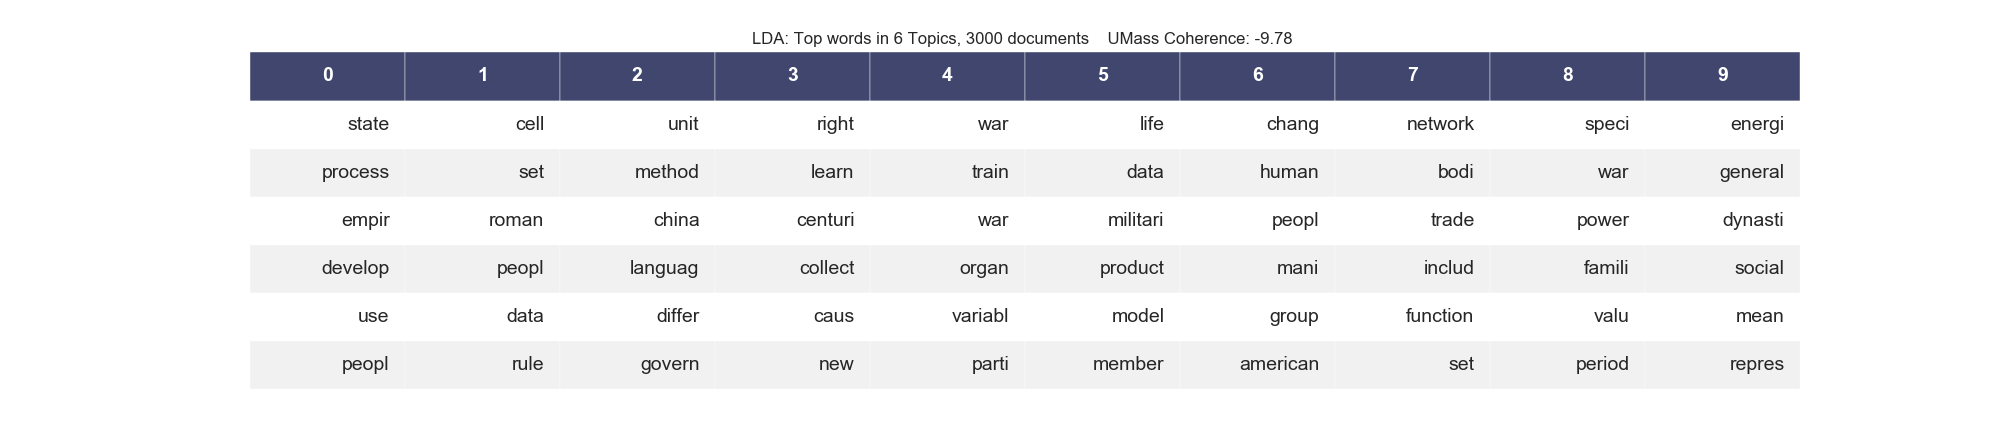 LDA: Top words in 6 Topics, 3000 documents    UMass Coherence: -9.78
0 1 2 3 4 5 6 7 8 9
state cell unit right war life chang network speci energi
process set method learn train data human bodi war general
empir roman china centuri war militari peopl trade power dynasti
develop peopl languag collect organ product mani includ famili social
use data differ caus variabl model group function valu mean
peopl rule govern new parti member american set period repres